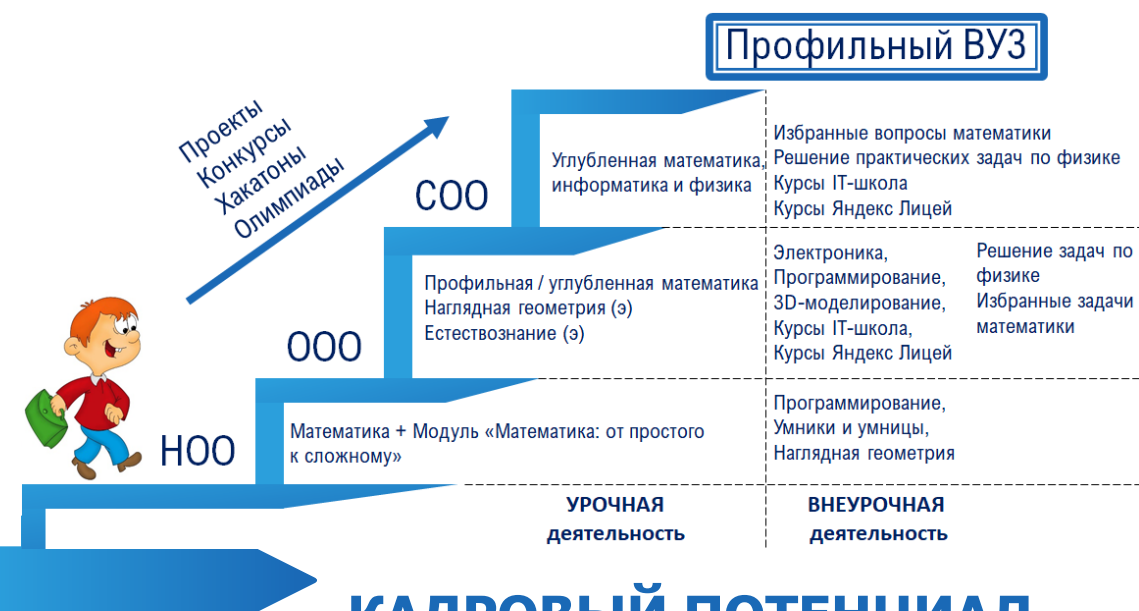 Профильный ВУЗ
Проекты
Конкурсы
Хакатоны
Олимпиады
СОО
Углубленная математика,
информатика и физика
Избранные вопросы математики
Решение практических задач по физике
Курсы IT-школа
Курсы Яндекс Лицей
ООО
Профильная / углубленная математика
Наглядная геометрия (э)
Естествознание (э)
Электроника,
Программирование,
3D-моделирование,
Курсы IT-школа,
Курсы Яндекс Лицей
Решение задач по
физике
Избранные задачи
математики
НОО
Математика + Модуль «Математика: от простого
к сложному»
Программирование,
Умники и умницы,
Наглядная геометрия
УРОЧНАЯ
деятельность
ВНЕУРОЧНАЯ
деятельность
КАДРОВЫЙ ПОТЕНЦИАЛ